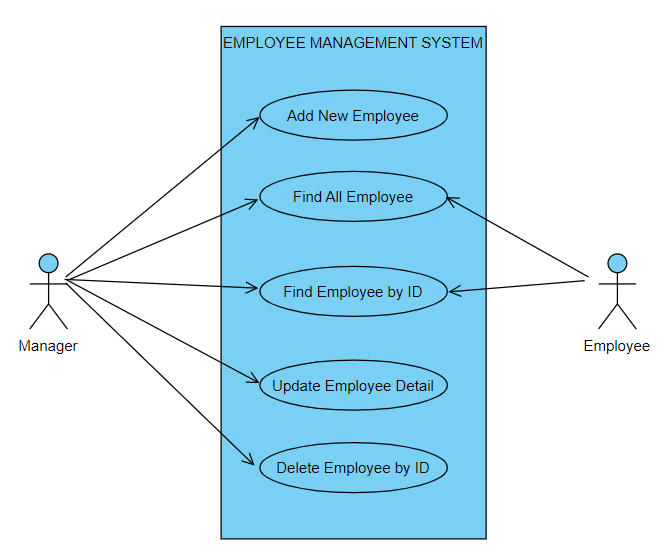 EMPLOYEE MANAGEMENT SYSTEM
Add New Employee
Find All Employee
Find Employee by ID
Manager
Employee
Update Employee Detail
Delete Employee by ID